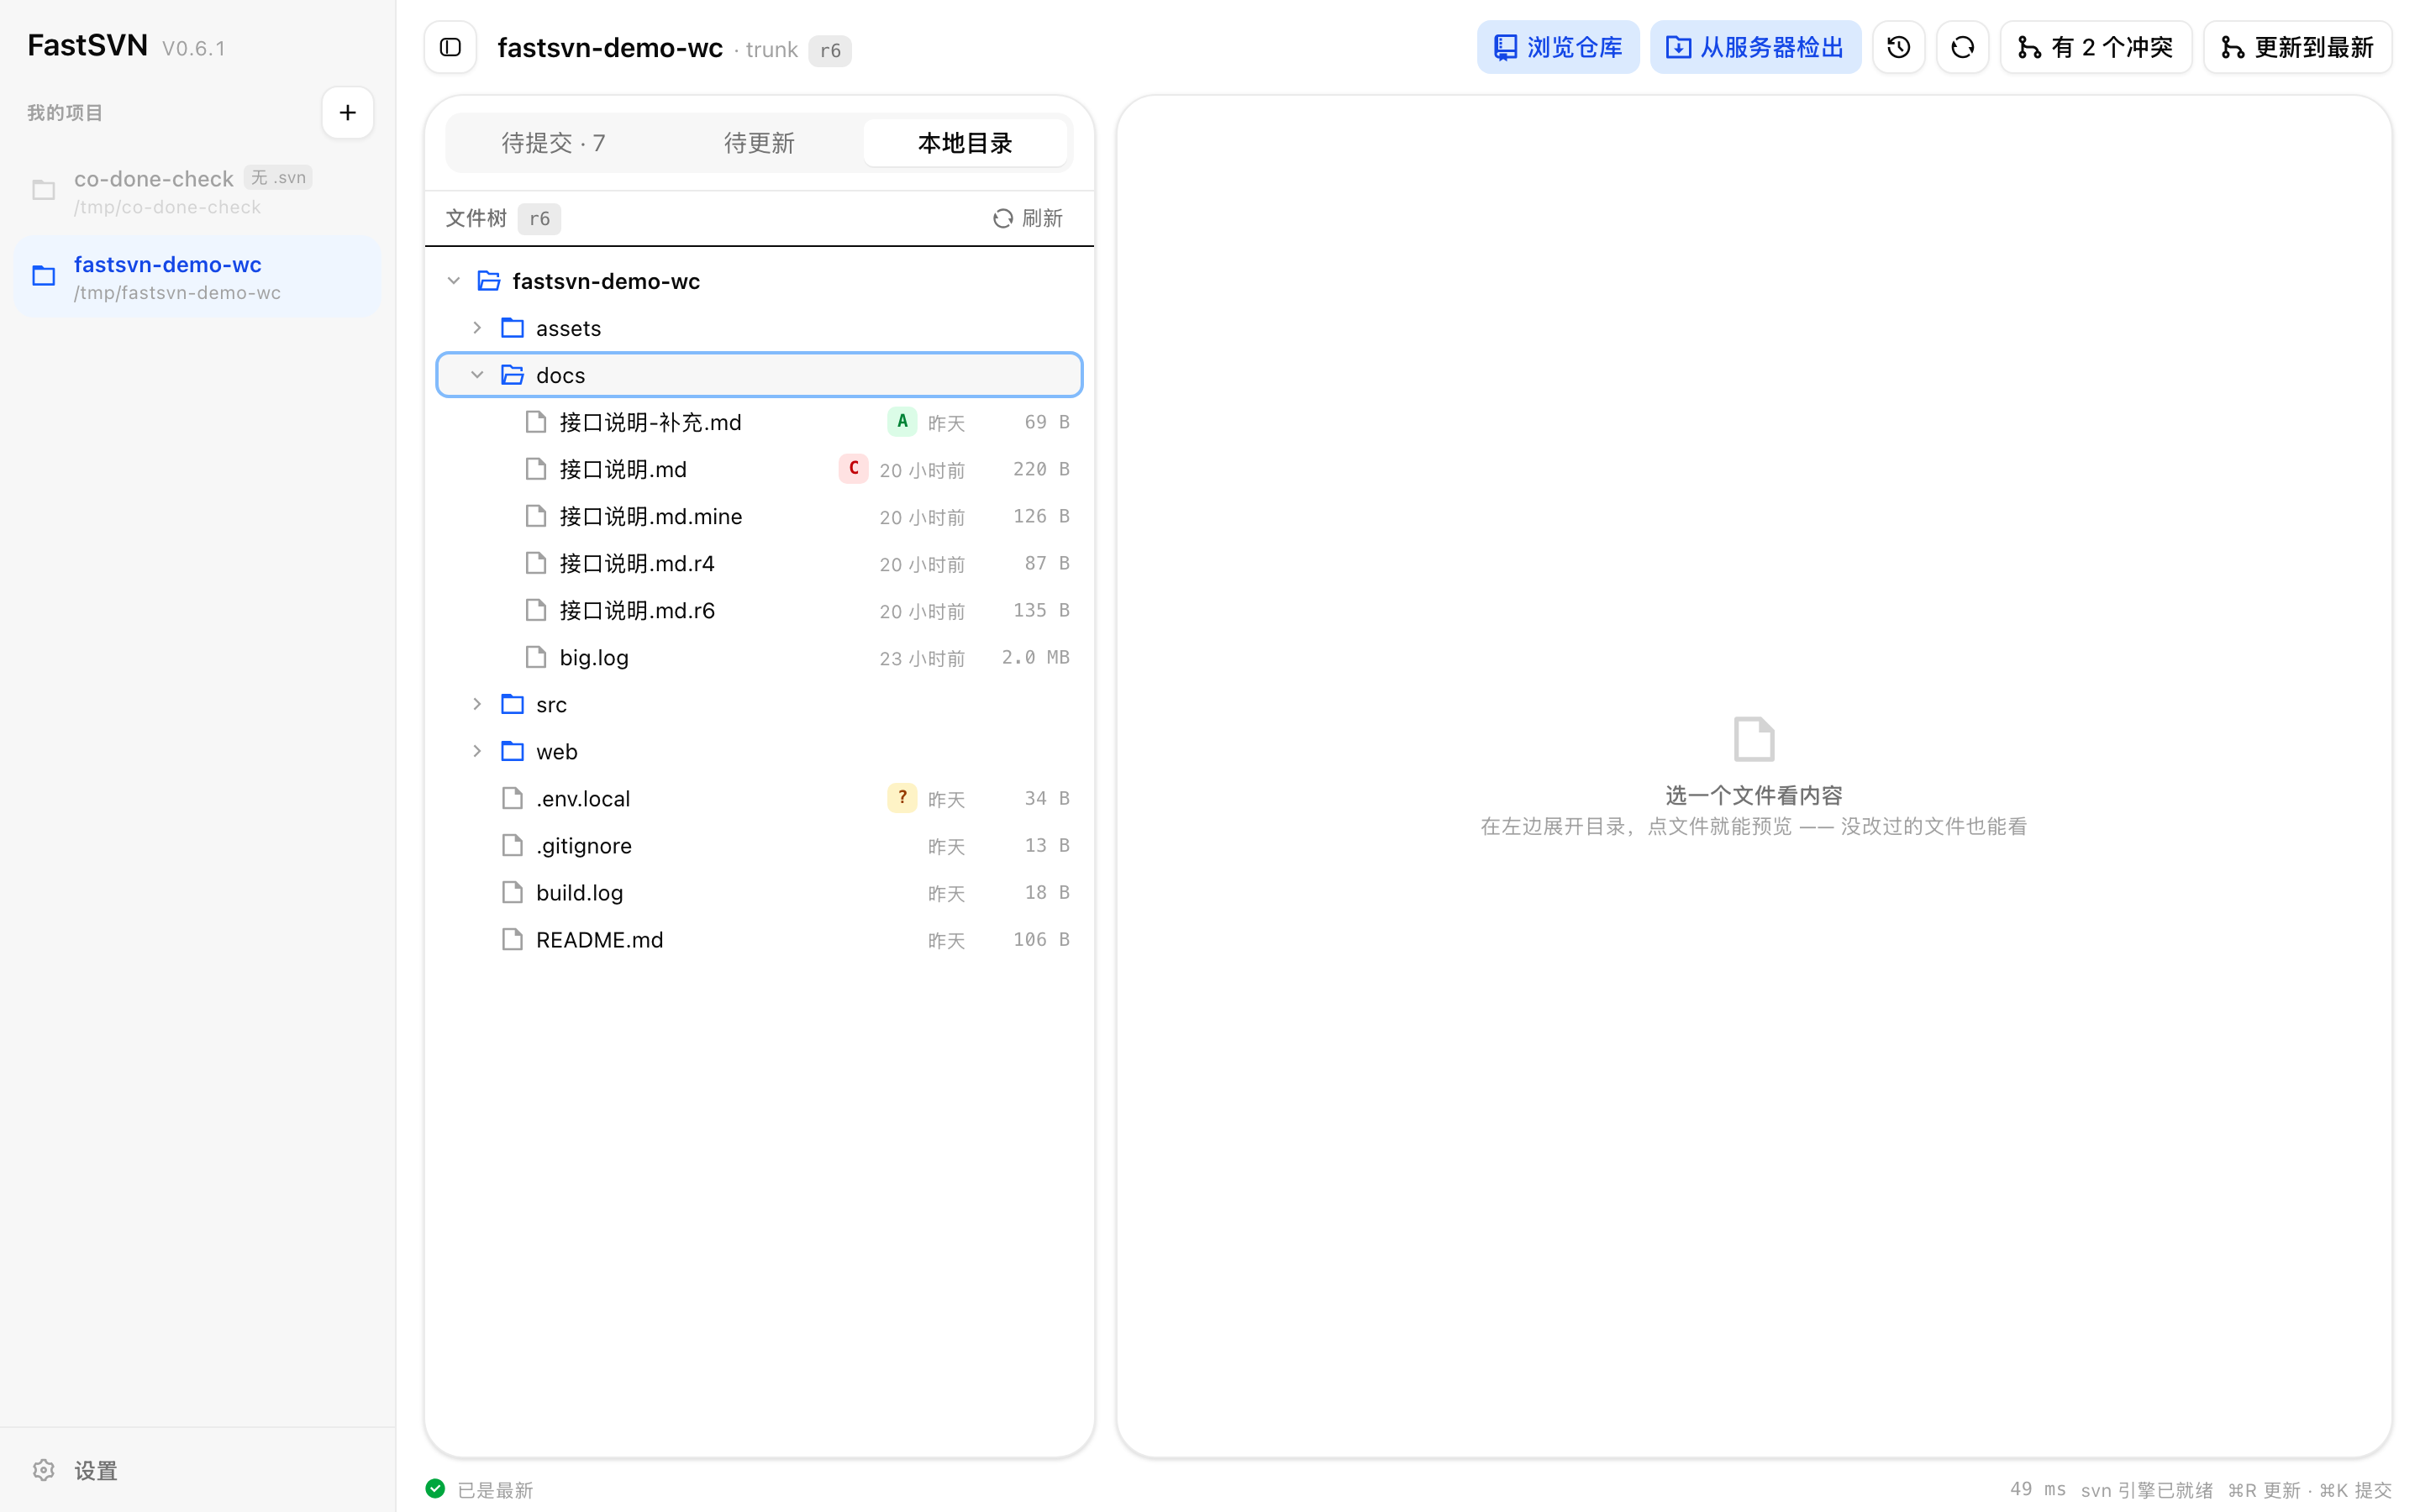 FastSVN V0.6.1
我的项目
co-done-check 无 .svn
/tmp/co-done-check
fastsvn-demo-wc
/tmp/fastsvn-demo-wc
设置
fastsvn-demo-wc · trunk r6
浏览仓库 从服务器检出 有 2 个冲突 更新到最新
待提交 · 7 待更新 本地目录
文件树 r6 刷新
fastsvn-demo-wc
assets
docs
接口说明-补充.md A 昨天 69 B
接口说明.md C 20 小时前 220 B
接口说明.md.mine 20 小时前 126 B
接口说明.md.r4 20 小时前 87 B
接口说明.md.r6 20 小时前 135 B
big.log 23 小时前 2.0 MB
src
web
.env.local ? 昨天 34 B
.gitignore 昨天 13 B
build.log 昨天 18 B
README.md 昨天 106 B
选一个文件看内容
在左边展开目录，点文件就能预览 —— 没改过的文件也能看
已是最新
49 ms svn 引擎已就绪 ⌘R 更新 · ⌘K 提交